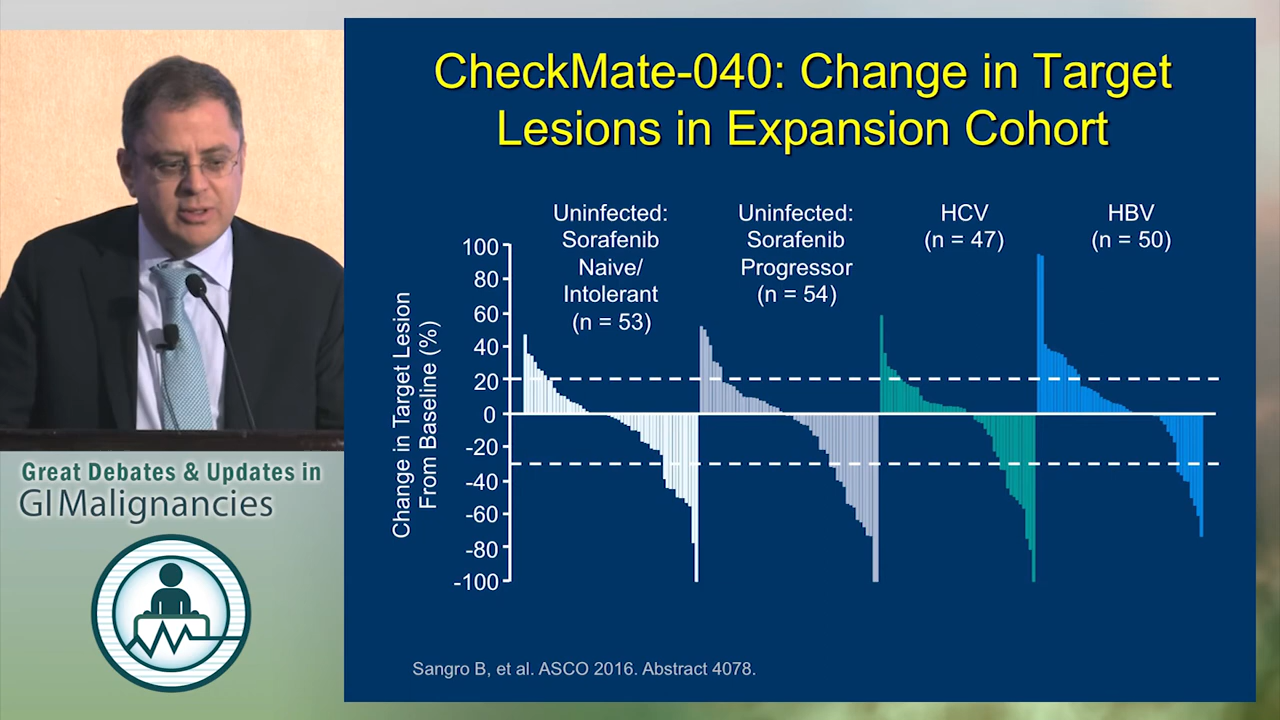 CheckMate-040: Change in Target
Lesions in Expansion Cohort
Uninfected:
Sorafenib
Naive/
Intolerant
(n = 53)
Uninfected:
Sorafenib
Progressor
(n = 54)
HCV
(n = 47)
HBV
(n = 50)
Change in Target Lesion
From Baseline (%)
100
80
60
40
20
0
-20
-40
-60
-80
-100
Sangro B, et al. ASCO 2016. Abstract 4078.
Great Debates & Updates in
GI Malignancies